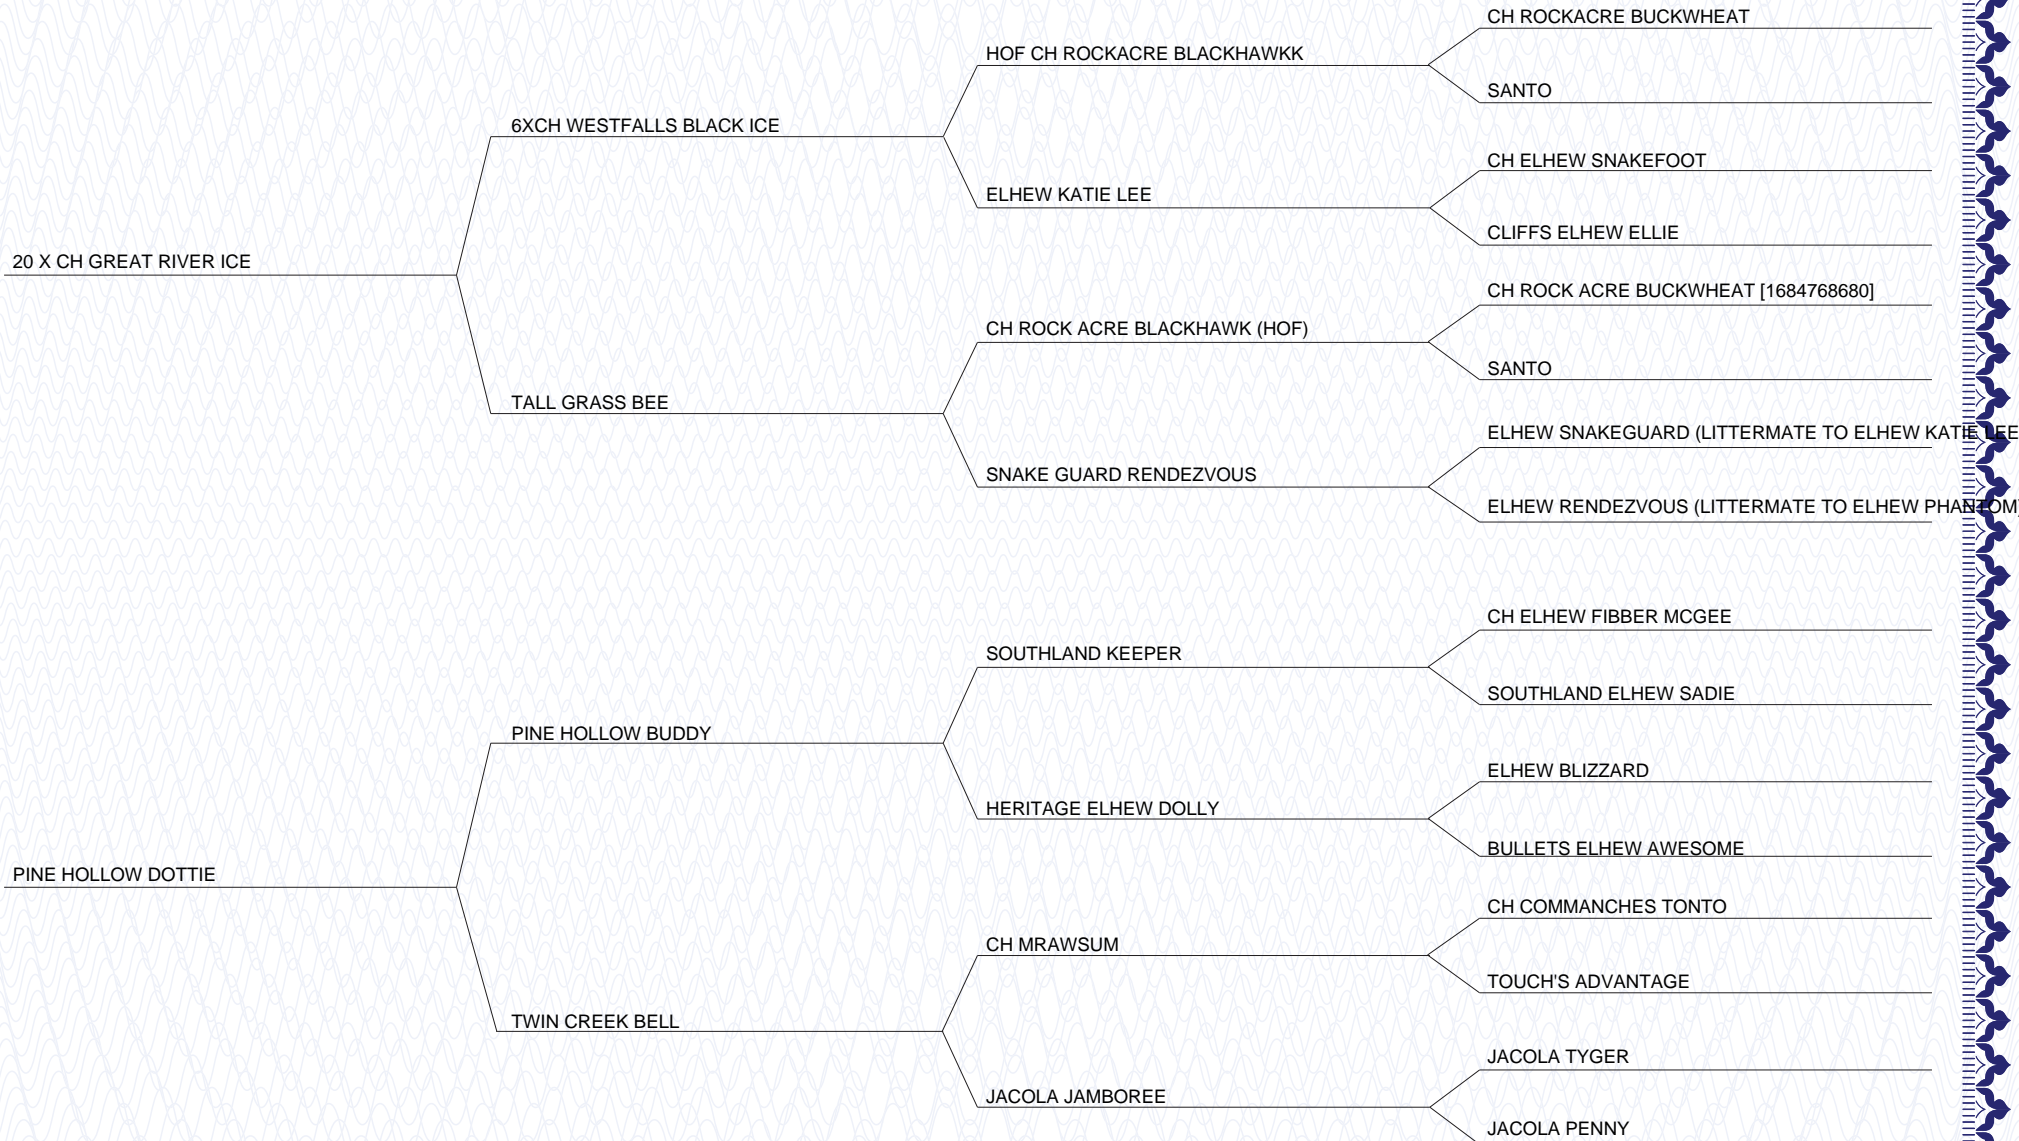 CH ROCKACRE BUCKWHEAT
HOF CH ROCKACRE BLACKHAWKK
SANTO
6XCH WESTFALLS BLACK ICE
CH ELHEW SNAKEFOOT
ELHEW KATIE LEE
CLIFFS ELHEW ELLIE
20 X CH GREAT RIVER ICE
CH ROCK ACRE BUCKWHEAT [1684768680]
CH ROCK ACRE BLACKHAWK (HOF)
SANTO
TALL GRASS BEE
ELHEW SNAKEGUARD (LITTERMATE TO ELHEW KATIE LEE
SNAKE GUARD RENDEZVOUS
ELHEW RENDEZVOUS (LITTERMATE TO ELHEW PHANTOM)
CH ELHEW FIBBER MCGEE
SOUTHLAND KEEPER
SOUTHLAND ELHEW SADIE
PINE HOLLOW BUDDY
ELHEW BLIZZARD
HERITAGE ELHEW DOLLY
BULLETS ELHEW AWESOME
PINE HOLLOW DOTTIE
CH COMMANCHES TONTO
CH MRAWSUM
TOUCH'S ADVANTAGE
TWIN CREEK BELL
JACOLA TYGER
JACOLA JAMBOREE
JACOLA PENNY